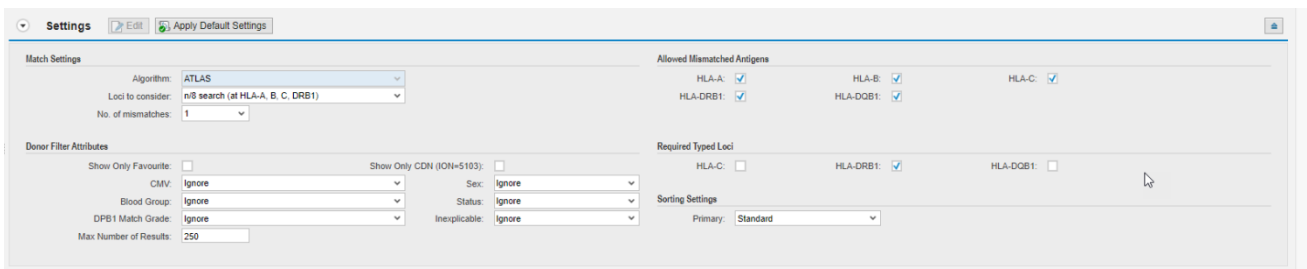 Settings Edit Apply Default Settings
Match Settings
Algorithm: ATLAS
Loci to consider: n/8 search (at HLA-A, B, C, DRB1)
No. of mismatches: 1
Allowed Mismatched Antigens
HLA-A: HLA-B: HLA-C:
HLA-DRB1: HLA-DQB1:
Donor Filter Attributes
Show Only Favourite: Show Only CDN (ION=5103):
CMV: Ignore Sex: Ignore
Blood Group: Ignore Status: Ignore
DPB1 Match Grade: Ignore Inexplicable: Ignore
Max Number of Results: 250
Required Typed Loci
HLA-C: HLA-DRB1: HLA-DQB1:
Sorting Settings
Primary: Standard